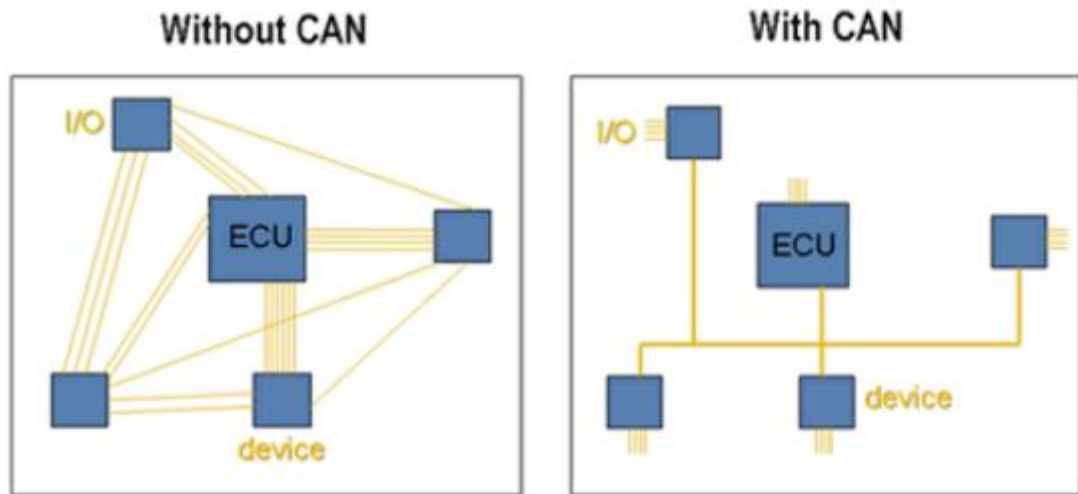 Without CAN
I/O
ECU
device
With CAN
I/O
ECU
device